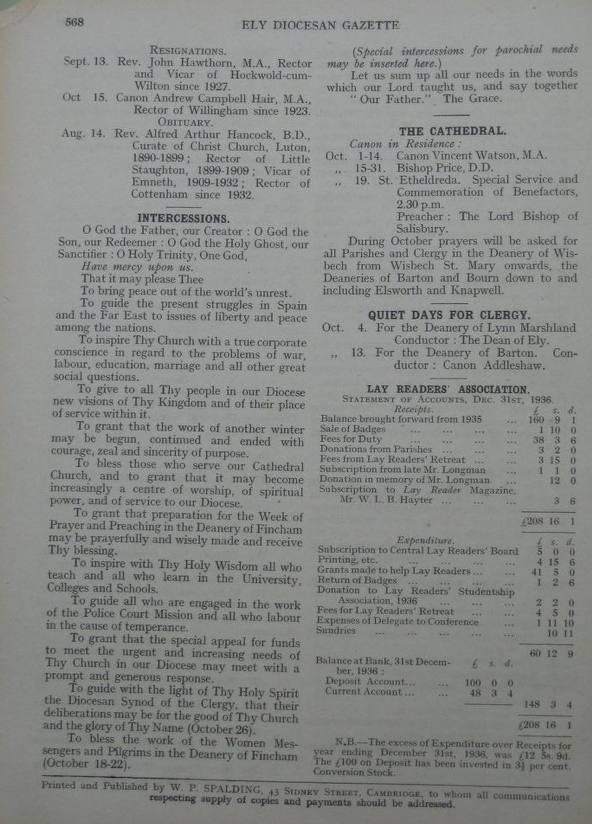 568
ELY DIOCESAN GAZETTE
RESIGNATIONS.
Sept. 13. Rev. John Hawthorn, M.A., Rector
and Vicar of Hockwold-cum-
Wilton since 1927.
Oct 15. Canon Andrew Campbell Hair, M.A.,
Rector of Willingham since 1923.
OBITUARY.
Aug. 14. Rev. Alfred Arthur Hancock, B.D.,
Curate of Christ Church, Luton,
1890-1899; Rector of Little
Staughton, 1899-1909; Vicar of
Emneth, 1909-1932; Rector of
Cottenham since 1932.
INTERCESSIONS.
O God the Father, our Creator : O God the
Son, our Redeemer : O God the Holy Ghost, our
Sanctifier : O Holy Trinity, One God,
Have mercy upon us.
That it may please Thee
To bring peace out of the world's unrest.
To guide the present struggles in Spain
and the Far East to issues of liberty and peace
among the nations.
To inspire Thy Church with a true corporate
conscience in regard to the problems of war,
labour, education, marriage and all other great
social questions.
To give to all Thy people in our Diocese
new visions of Thy Kingdom and of their place
of service within it.
To grant that the work of another winter
may be begun, continued and ended with
courage, zeal and sincerity of purpose.
To bless those who serve our Cathedral
Church, and to grant that it may become
increasingly a centre of worship, of spiritual
power, and of service to our Diocese.
To grant that preparation for the Week of
Prayer and Preaching in the Deanery of Fincham
may be prayerfully and wisely made and receive
Thy blessing.
To inspire with Thy Holy Wisdom all who
teach and all who learn in the University,
Colleges and Schools.
To guide all who are engaged in the work
of the Police Court Mission and all who labour
in the cause of temperance.
To grant that the special appeal for funds
to meet the urgent and increasing needs of
Thy Church in our Diocese may meet with a
prompt and generous response.
To guide with the light of Thy Holy Spirit
the Diocesan Synod of the Clergy, that their
deliberations may be for the good of Thy Church
and the glory of Thy Name (October 26).
To bless the work of the Women Mes-
sengers and Pilgrims in the Deanery of Fincham
(October 18-22).
(Special intercessions for parochial needs
may be inserted here.)
Let us sum up all our needs in the words
which our Lord taught us, and say together
"Our Father." The Grace.
THE CATHEDRAL.
Canon in Residence :
Oct. 1-14. Canon Vincent Watson, M.A.
„ 15-31. Bishop Price, D.D.
„ 19. St. Etheldreda. Special Service and
Commemoration of Benefactors,
2.30 p.m.
Preacher : The Lord Bishop of
Salisbury.
During October prayers will be asked for
all Parishes and Clergy in the Deanery of Wis-
bech from Wisbech St. Mary onwards, the
Deaneries of Barton and Bourn down to and
including Elsworth and Knapwell.
QUIET DAYS FOR CLERGY.
Oct. 4. For the Deanery of Lynn Marshland
Conductor : The Dean of Ely.
„ 13. For the Deanery of Barton. Con-
ductor : Canon Addleshaw.
LAY READERS' ASSOCIATION.
STATEMENT OF ACCOUNTS, DEC. 31ST, 1936.
Receipts. £ s. d.
Balance brought forward from 1935 ... 160 9 1
Sale of Badges ... ... ... ... 1 10 0
Fees for Duty ... ... ... ... 38 3 6
Donations from Parishes ... ... ... 3 2 0
Fees from Lay Readers' Retreat ... ... 3 15 0
Subscription from late Mr. Longman ... 1 1 0
Donation in memory of Mr. Longman ... 12 0
Subscription to Lay Reader Magazine,
Mr. W. L. B. Hayter ... ... ... 3 6
£208 16 1
Expenditure. £ s. d.
Subscription to Central Lay Readers' Board 5 0 0
Printing, etc. ... ... ... ... 4 15 6
Grants made to help Lay Readers ... ... 41 5 0
Return of Badges ... ... ... ... 1 2 6
Donation to Lay Readers' Studentship
Association, 1936 ... ... ... 2 2 0
Fees for Lay Readers' Retreat ... ... 4 5 0
Expenses of Delegate to Conference ... 1 11 10
Sundries ... ... ... ... ... 10 11
60 12 9
Balance at Bank, 31st Decem- £ s. d.
ber, 1936 :
Deposit Account... ... 100 0 0
Current Account ... ... 48 3 4
148 3 4
£208 16 1
N.B.—The excess of Expenditure over Receipts for
year ending December 31st, 1936, was £12 5s. 9d.
The £100 on Deposit has been invested in 3½ per cent.
Conversion Stock.
Printed and Published by W. P. SPALDING, 43 SIDNEY STREET, CAMBRIDGE, to whom all communications
respecting supply of copies and payments should be addressed.